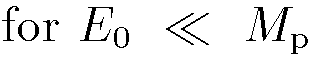 for E₀ ≪ Mₚ